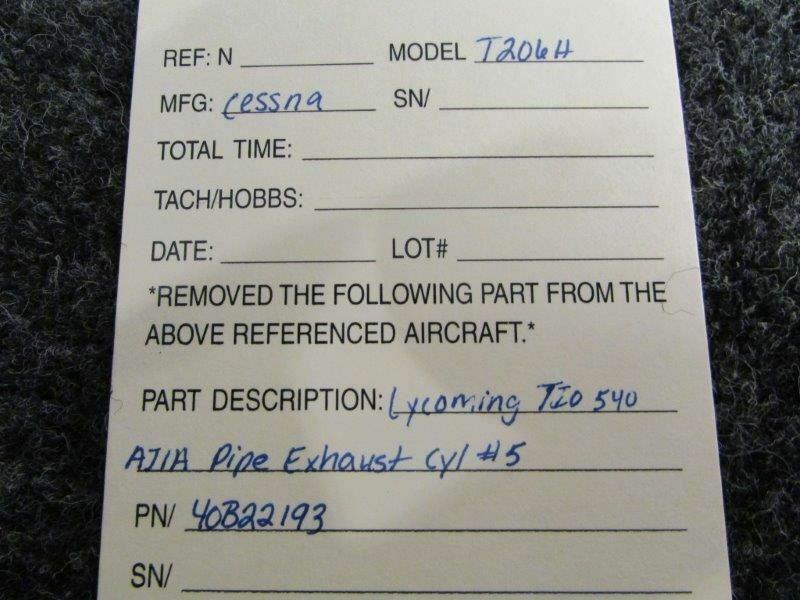 REF: N MODEL T206H
MFG: Cessna SN/
TOTAL TIME:
TACH/HOBBS:
DATE: LOT#
*REMOVED THE FOLLOWING PART FROM THE
ABOVE REFERENCED AIRCRAFT.*
PART DESCRIPTION: Lycoming TIO 540
AJ1A Pipe Exhaust Cyl #5
PN/ 40B22193
SN/